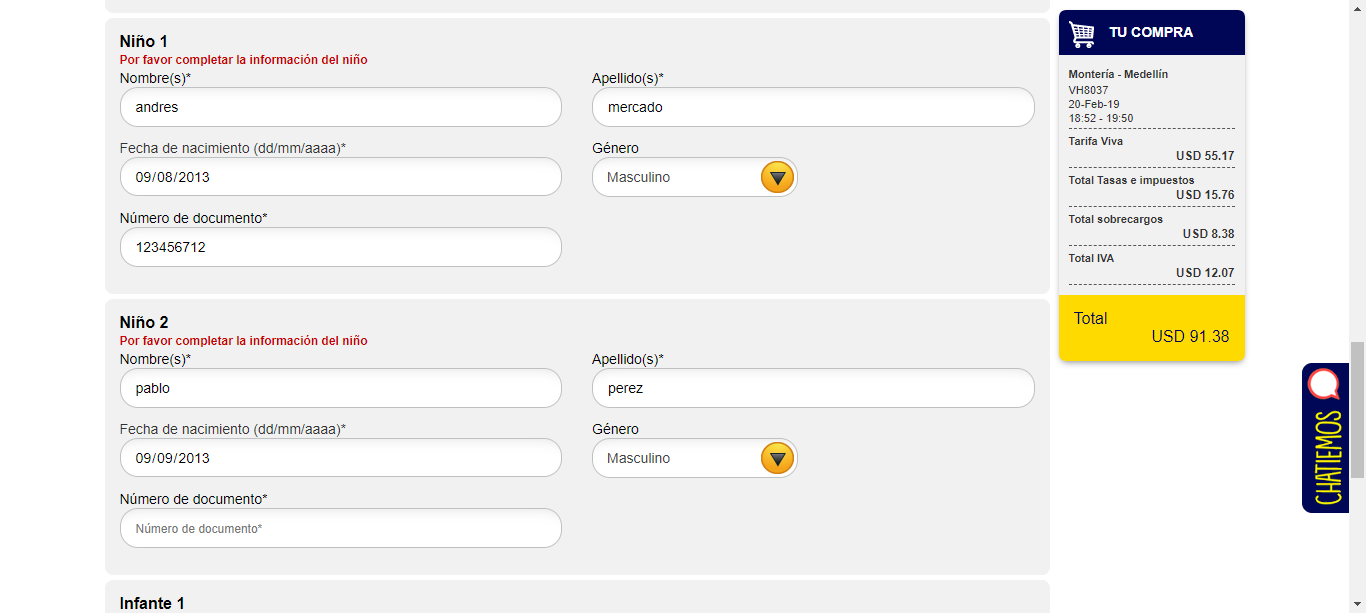 Niño 1
Por favor completar la información del niño
Nombre(s)*
Apellido(s)*
andres
mercado
Fecha de nacimiento (dd/mm/aaaa)*
Género
09/08/2013
Masculino
Número de documento*
123456712
Niño 2
Por favor completar la información del niño
Nombre(s)*
Apellido(s)*
pablo
perez
Fecha de nacimiento (dd/mm/aaaa)*
Género
09/09/2013
Masculino
Número de documento*
Número de documento*
Infante 1
TU COMPRA
Montería - Medellín
VH8037
20-Feb-19
18:52 - 19:50
Tarifa Viva
USD 55.17
Total Tasas e impuestos
USD 15.76
Total sobrecargos
USD 8.38
Total IVA
USD 12.07
Total
USD 91.38
CHATIEMOS